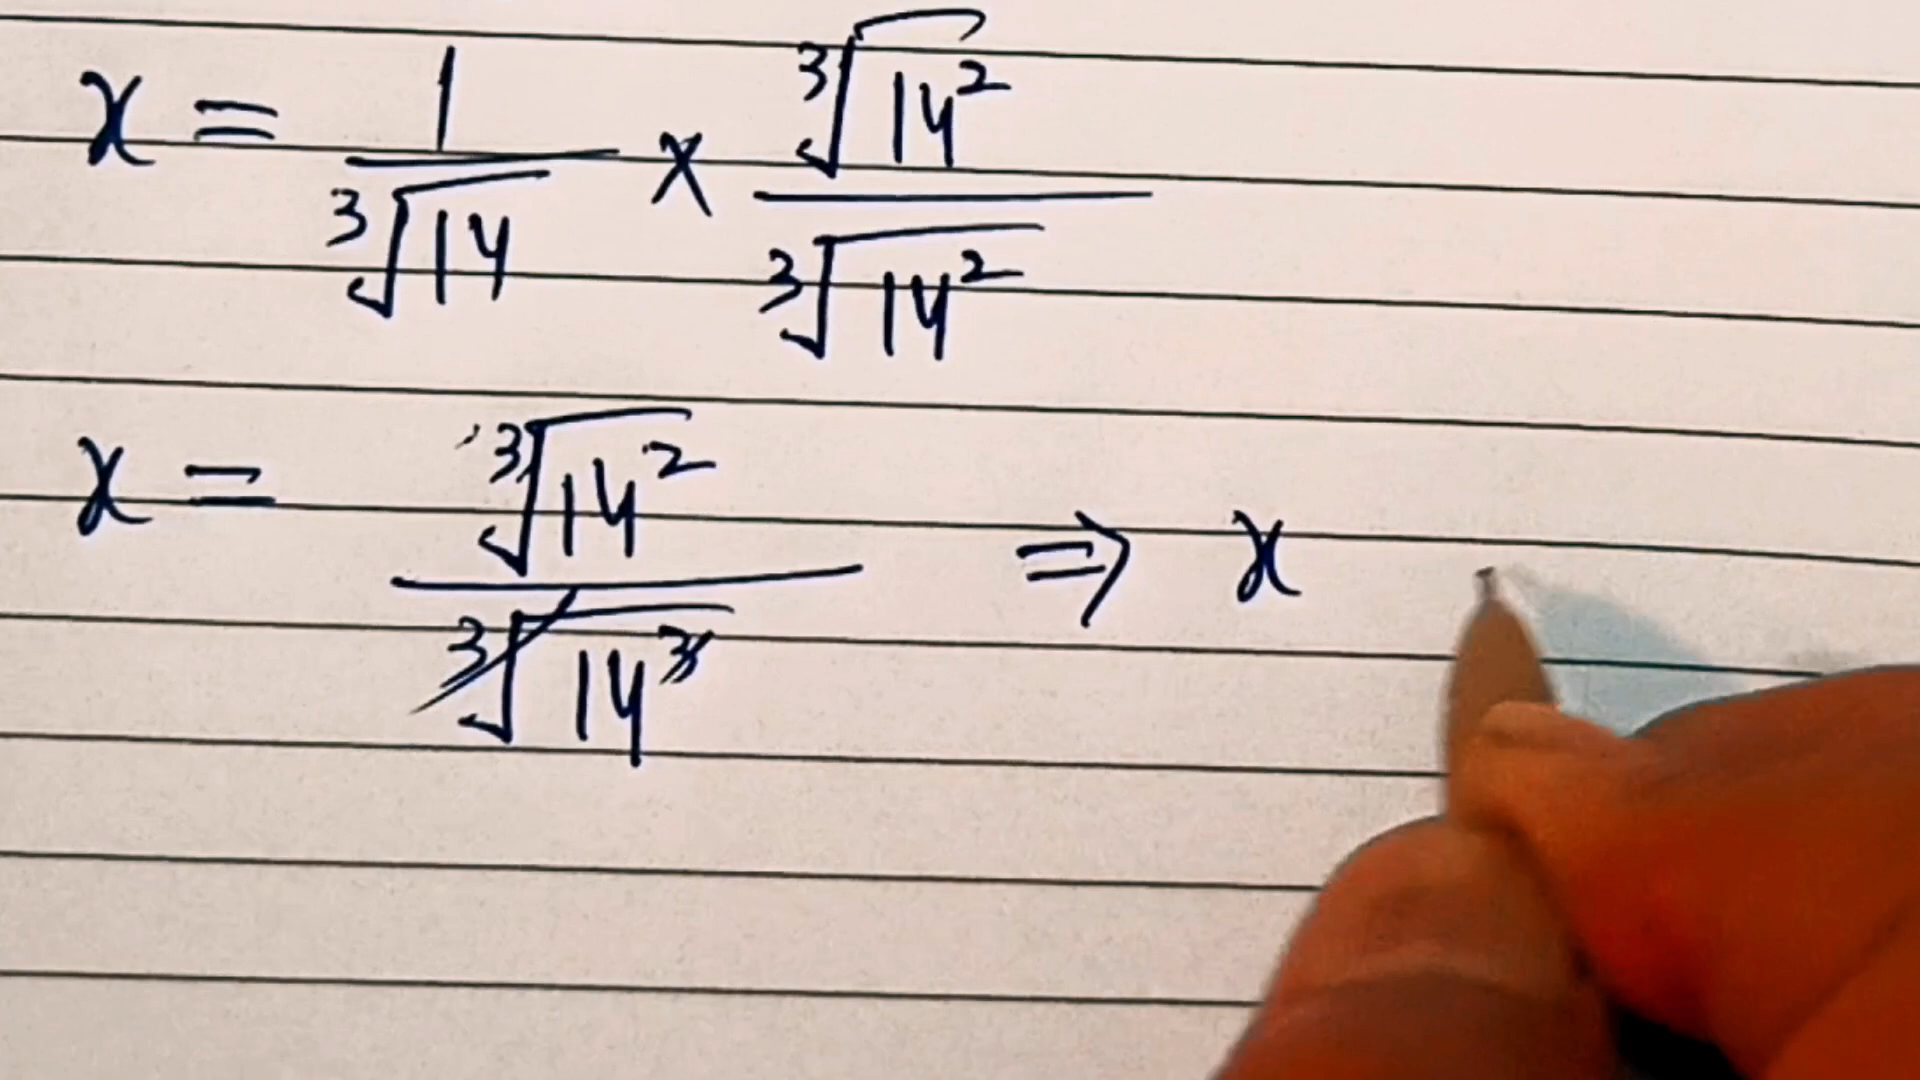 x = 1/∛14 × ∛14²/∛14²
x = ∛14²/∛14³ ⇒ x